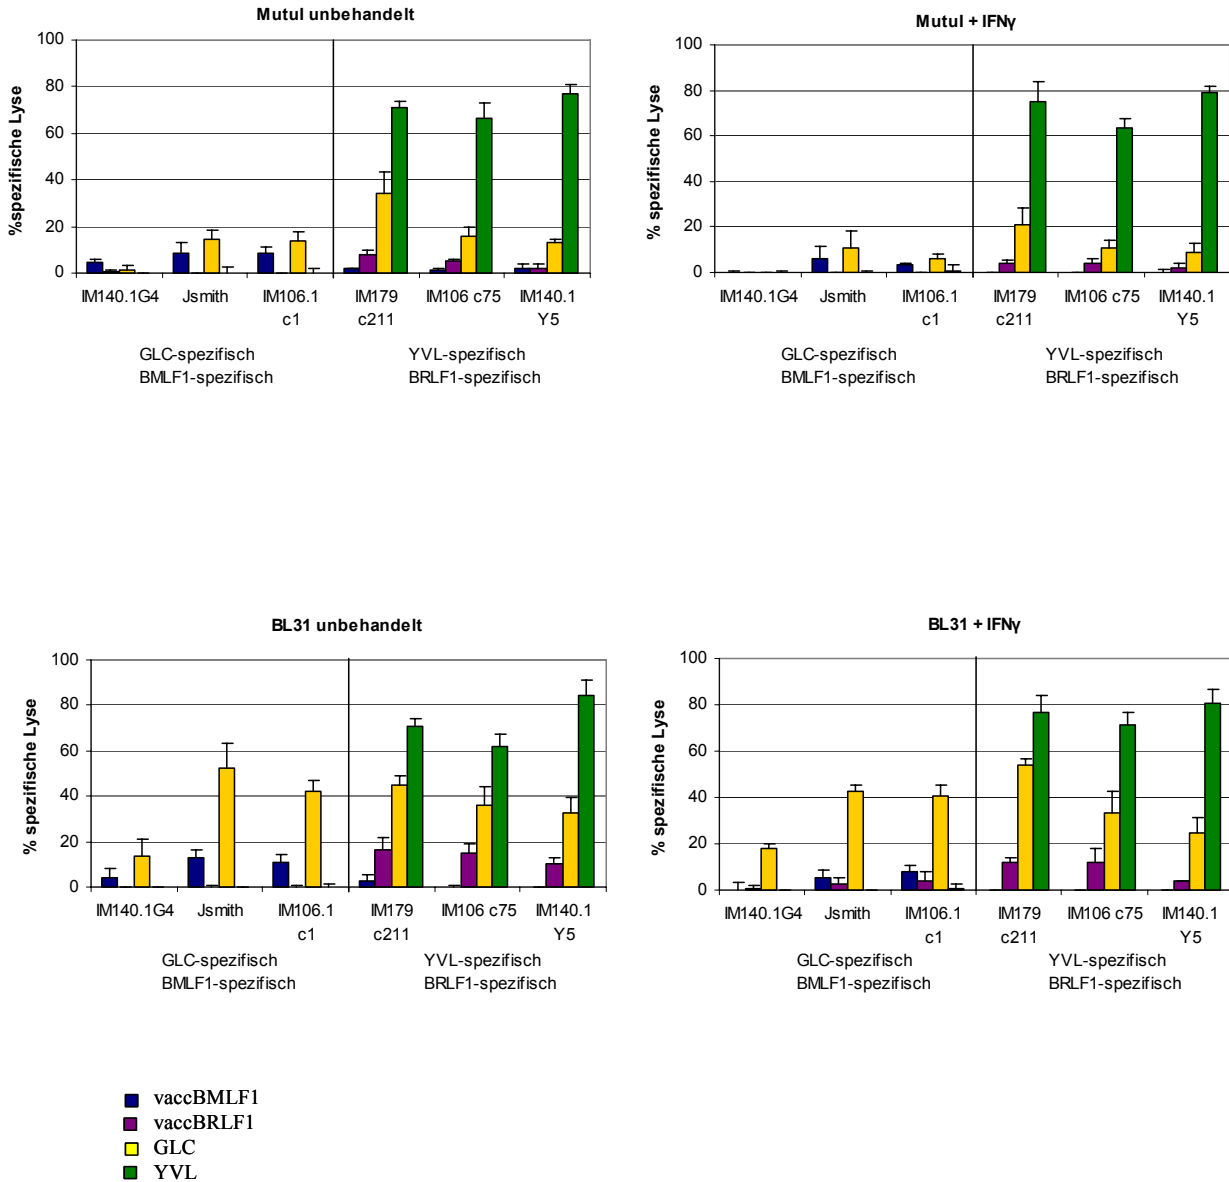 Mutul unbehandelt
%spezifische Lyse
100
80
60
40
20
0
IM140.1G4 Jsmith IM106.1 IM179 IM106 c75 IM140.1
c1 c211 Y5
GLC-spezifisch YVL-spezifisch
BMLF1-spezifisch BRLF1-spezifisch
Mutul + IFNγ
% spezifische Lyse
100
80
60
40
20
0
IM140.1G4 Jsmith IM106.1 IM179 IM106 c75 IM140.1
c1 c211 Y5
GLC-spezifisch YVL-spezifisch
BMLF1-spezifisch BRLF1-spezifisch
BL31 unbehandelt
% spezifische Lyse
100
80
60
40
20
0
IM140.1G4 Jsmith IM106.1 IM179 IM106 c75 IM140.1
c1 c211 Y5
GLC-spezifisch YVL-spezifisch
BMLF1-spezifisch BRLF1-spezifisch
BL31 + IFNγ
% spezifische Lyse
100
80
60
40
20
0
IM140.1G4 Jsmith IM106.1 IM179 IM106 c75 IM140.1
c1 c211 Y5
GLC-spezifisch YVL-spezifisch
BMLF1-spezifisch BRLF1-spezifisch
vaccBMLF1
vaccBRLF1
GLC
YVL